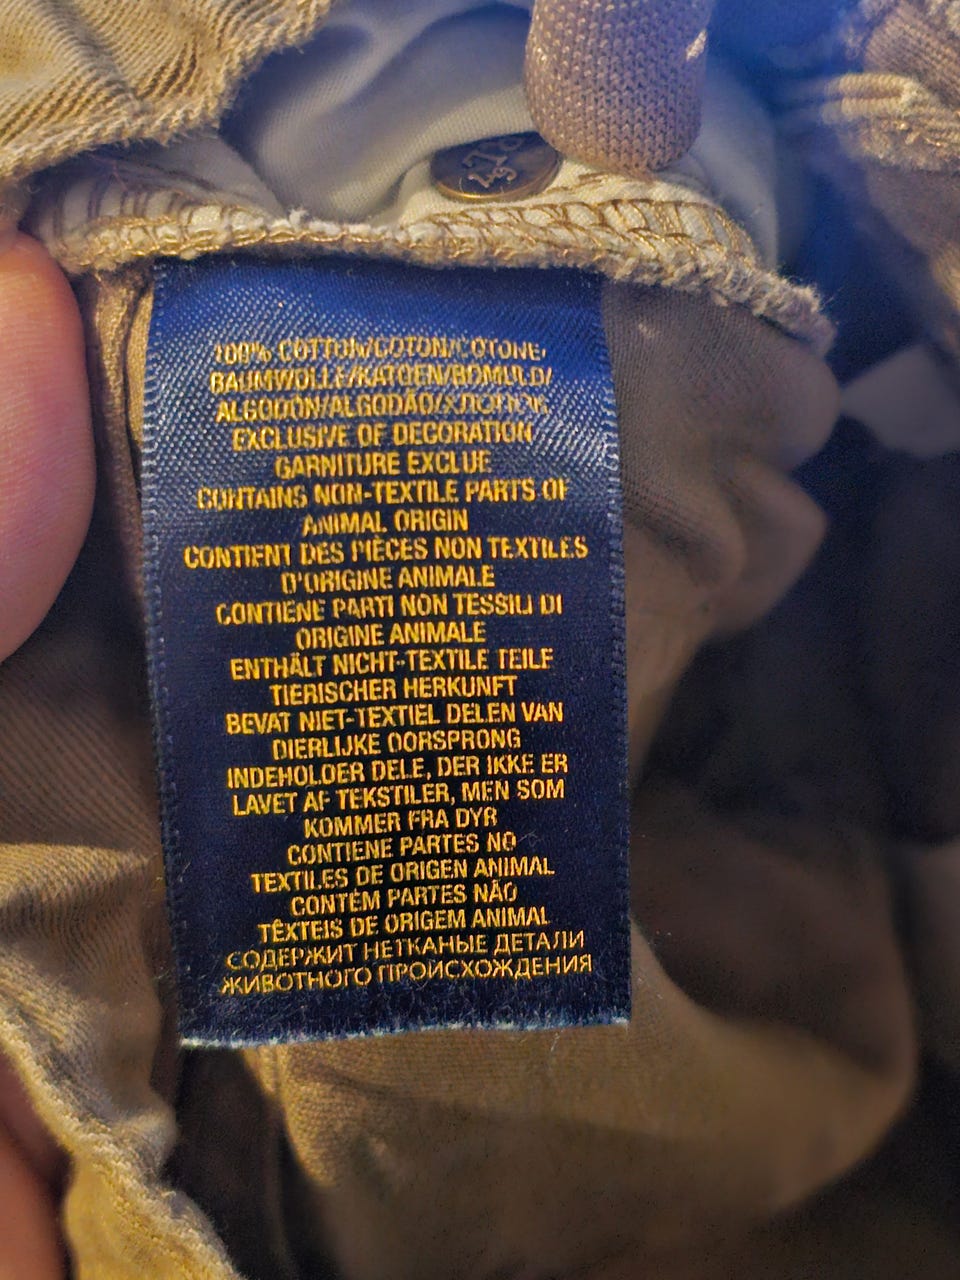 100% COTTON/COTON/COTONE/
BAUMWOLLE/KATOEN/BOMULD/
ALGODÓN/ALGODÃO/ХЛОПОК
EXCLUSIVE OF DECORATION
GARNITURE EXCLUE
CONTAINS NON-TEXTILE PARTS OF
ANIMAL ORIGIN
CONTIENT DES PIÈCES NON TEXTILES
D'ORIGINE ANIMALE
CONTIENE PARTI NON TESSILI DI
ORIGINE ANIMALE
ENTHÄLT NICHT-TEXTILE TEILE
TIERISCHER HERKUNFT
BEVAT NIET-TEXTIEL DELEN VAN
DIERLIJKE OORSPRONG
INDEHOLDER DELE, DER IKKE ER
LAVET AF TEKSTILER, MEN SOM
KOMMER FRA DYR
CONTIENE PARTES NO
TEXTILES DE ORIGEN ANIMAL
CONTÉM PARTES NÃO
TÊXTEIS DE ORIGEM ANIMAL
СОДЕРЖИТ НЕТКАНЫЕ ДЕТАЛИ
ЖИВОТНОГО ПРОИСХОЖДЕНИЯ